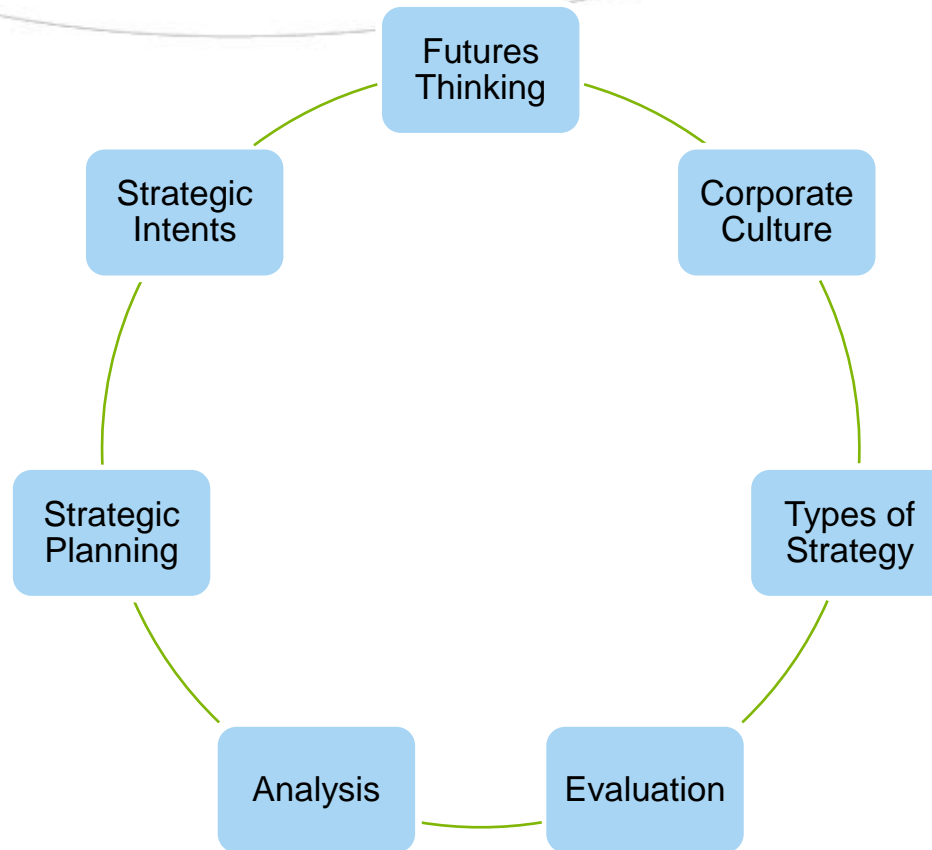 Futures
Thinking
Corporate
Culture
Types of
Strategy
Evaluation
Analysis
Strategic
Planning
Strategic
Intents